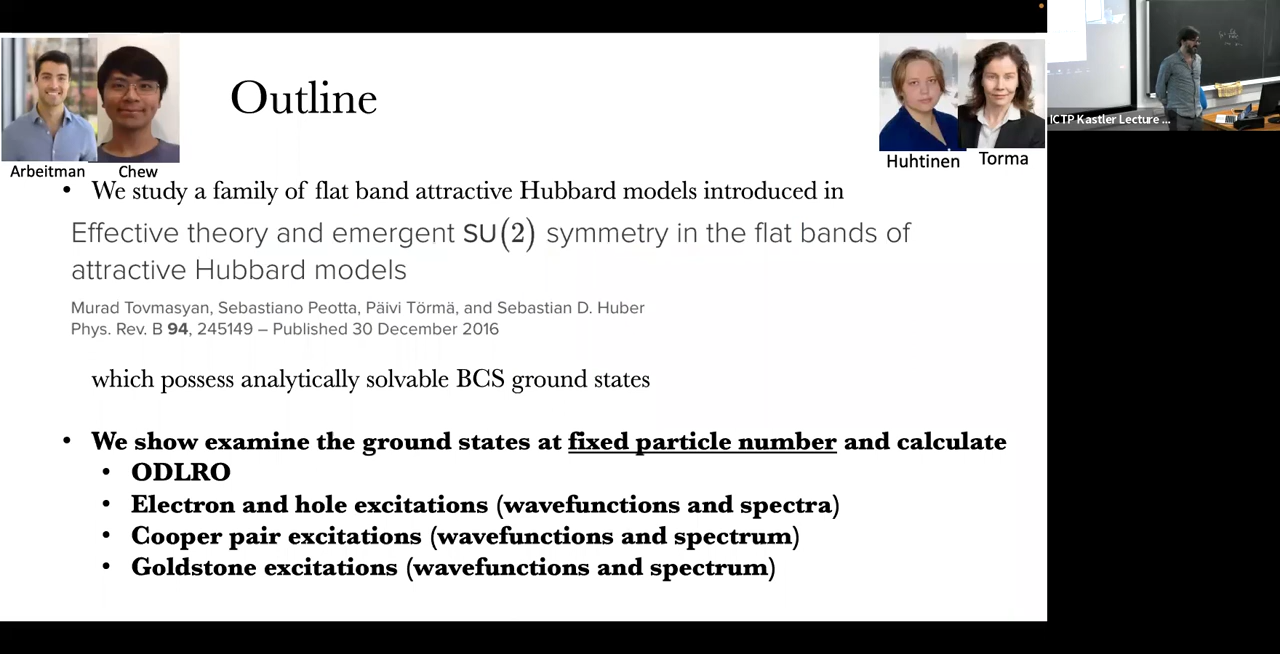 Outline
Arbeitman
Chew
Huhtinen
Torma
ICTP Kastler Lecture ...
• We study a family of flat band attractive Hubbard models introduced in
Effective theory and emergent SU(2) symmetry in the flat bands of
attractive Hubbard models
Murad Tovmasyan, Sebastiano Peotta, Päivi Törmä, and Sebastian D. Huber
Phys. Rev. B 94, 245149 – Published 30 December 2016
which possess analytically solvable BCS ground states
• We show examine the ground states at fixed particle number and calculate
• ODLRO
• Electron and hole excitations (wavefunctions and spectra)
• Cooper pair excitations (wavefunctions and spectrum)
• Goldstone excitations (wavefunctions and spectrum)